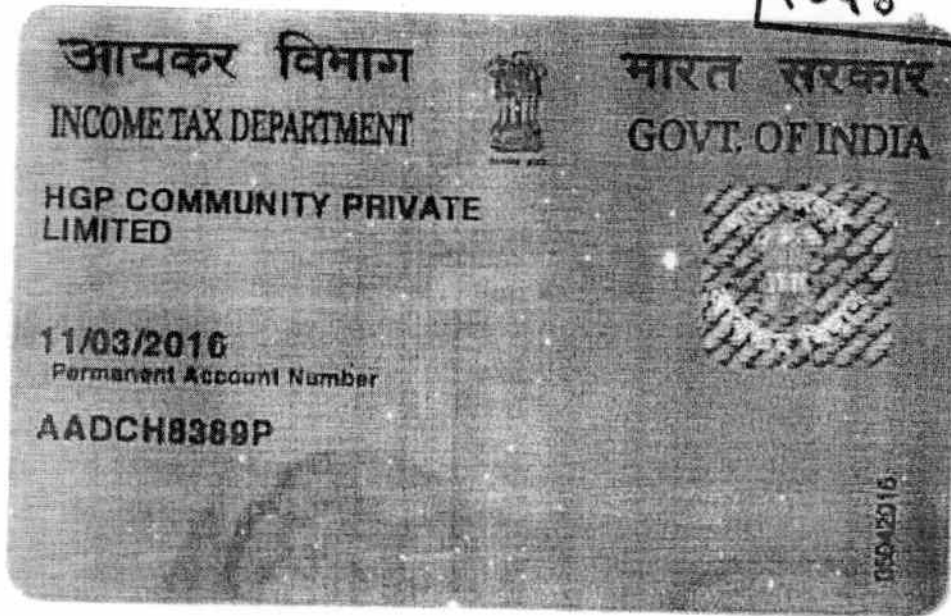 आयकर विभाग
भारत सरकार
INCOME TAX DEPARTMENT
GOVT. OF INDIA
HGP COMMUNITY PRIVATE
LIMITED
11/03/2016
Permanent Account Number
AADCH8389P
05042016